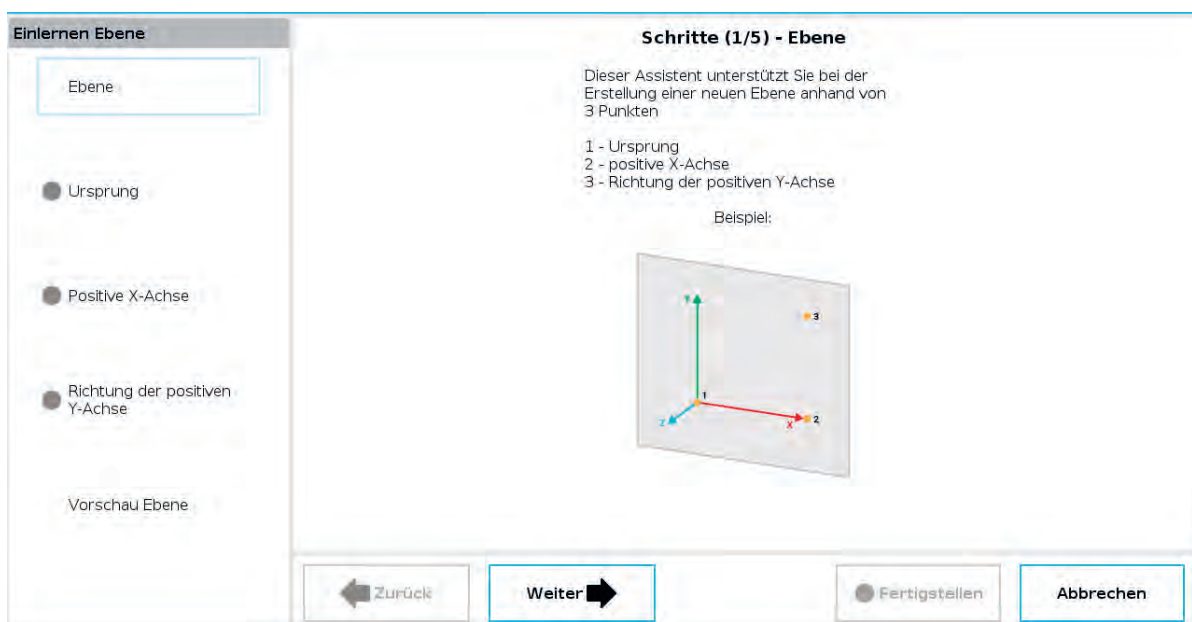 Einlernen Ebene
Ebene
Ursprung
Positive X-Achse
Richtung der positiven
Y-Achse
Vorschau Ebene
Schritte (1/5) - Ebene
Dieser Assistent unterstützt Sie bei der
Erstellung einer neuen Ebene anhand von
3 Punkten
1 - Ursprung
2 - positive X-Achse
3 - Richtung der positiven Y-Achse
Beispiel:
Y
3
1
Z
X
2
Zurück
Weiter
Fertigstellen
Abbrechen